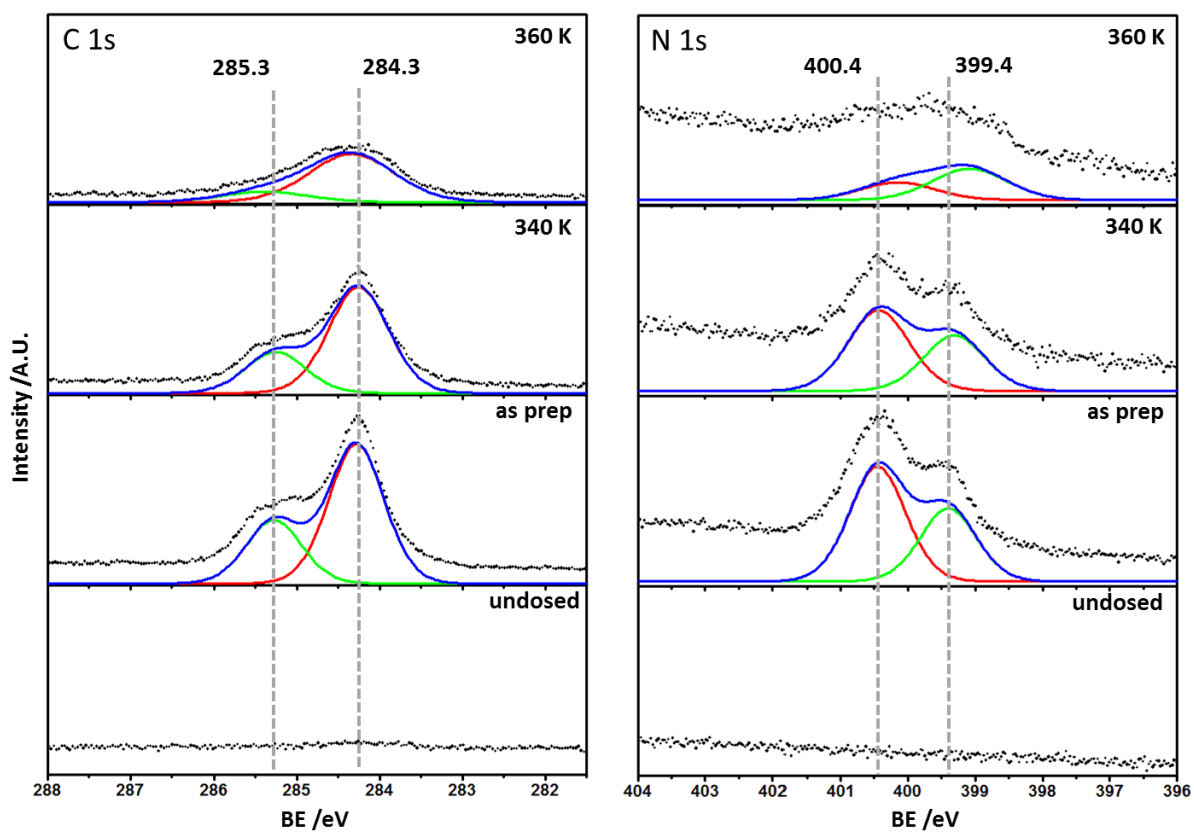 C 1s
360 K
285.3
284.3
340 K
as prep
undosed
Intensity /A.U.
288
287
286
285
284
283
282
BE /eV
N 1s
360 K
400.4
399.4
340 K
as prep
undosed
404
403
402
401
400
399
398
397
396
BE /eV